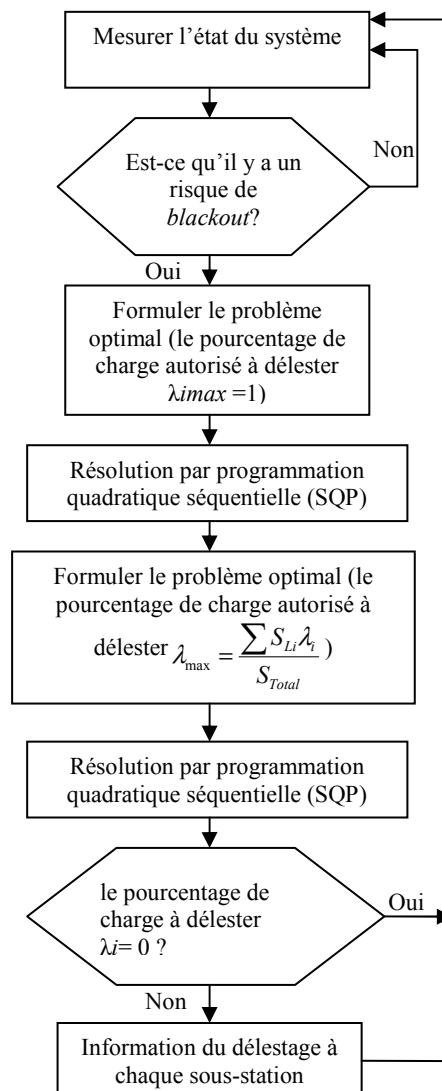 Mesurer l’état du système
Est-ce qu’il y a un
risque de
blackout?
Non
Oui
Formuler le problème
optimal (le pourcentage de
charge autorisé à délester
λimax =1)
Résolution par programmation
quadratique séquentielle (SQP)
Formuler le problème optimal (le
pourcentage de charge autorisé à
délester λmax = ∑ SLi λi / STotal )
Résolution par programmation
quadratique séquentielle (SQP)
le pourcentage de
charge à délester
λi= 0 ?
Oui
Non
Information du délestage à
chaque sous-station